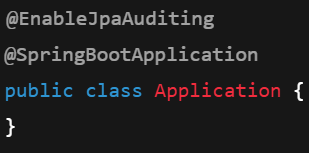 @EnableJpaAuditing
@SpringBootApplication
public class Application {
}